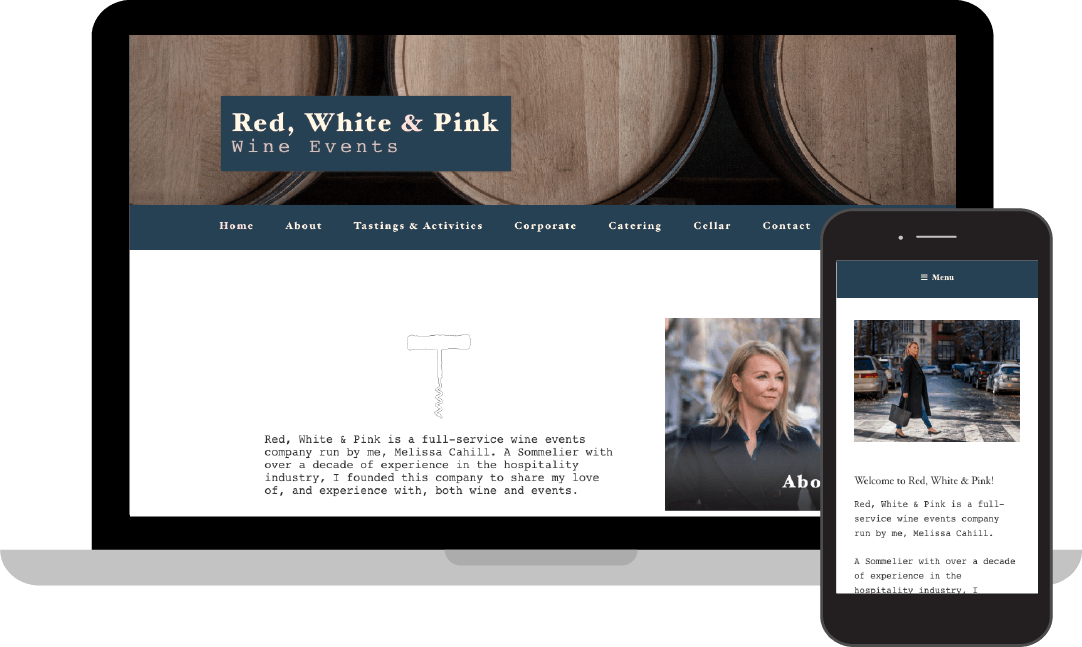 Red, White & Pink
Wine Events
Home About Tastings & Activities Corporate Catering Cellar Contact
Red, White & Pink is a full-service wine events
company run by me, Melissa Cahill. A Sommelier with
over a decade of experience in the hospitality
industry, I founded this company to share my love
of, and experience with, both wine and events.
Abo
Menu
Welcome to Red, White & Pink!
Red, White & Pink is a full-
service wine events company
run by me, Melissa Cahill.
A Sommelier with over a decade
of experience in the
hospitality industry, I